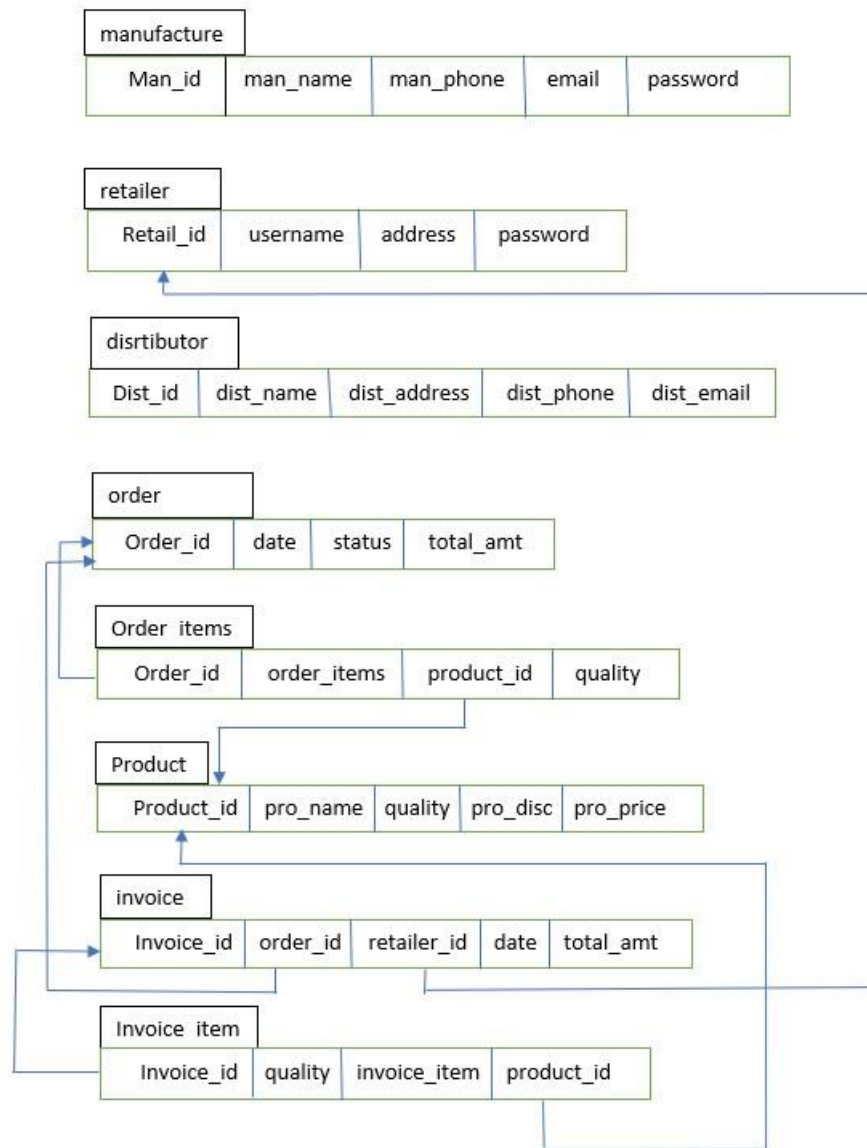 manufacture
Man_id man_name man_phone email password
retailer
Retail_id username address password
disrtibutor
Dist_id dist_name dist_address dist_phone dist_email
order
Order_id date status total_amt
Order items
Order_id order_items product_id quality
Product
Product_id pro_name quality pro_disc pro_price
invoice
Invoice_id order_id retailer_id date total_amt
Invoice item
Invoice_id quality invoice_item product_id